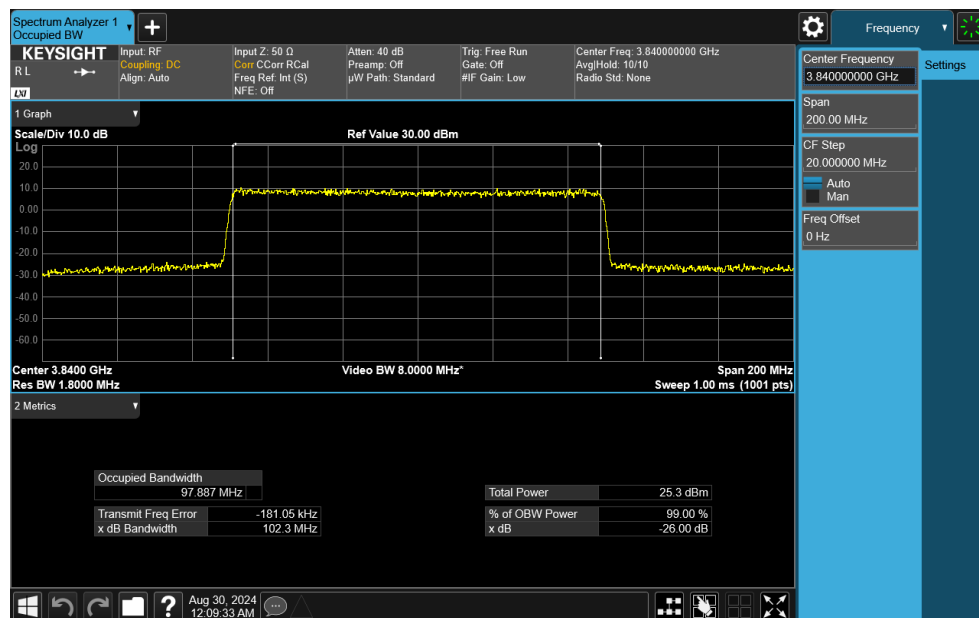 Spectrum Analyzer 1
Occupied BW
Frequency
KEYSIGHT
R L
LXI
Input: RF
Coupling: DC
Align: Auto
Input Z: 50 Ω
Corr CCorr RCal
Freq Ref: Int (S)
NFE: Off
Atten: 40 dB
Preamp: Off
µW Path: Standard
Trig: Free Run
Gate: Off
#IF Gain: Low
Center Freq: 3.840000000 GHz
Avg|Hold: 10/10
Radio Std: None
Center Frequency
3.840000000 GHz
Settings
Span
200.00 MHz
CF Step
20.000000 MHz
Auto
Man
Freq Offset
0 Hz
1 Graph
Scale/Div 10.0 dB
Ref Value 30.00 dBm
Log
20.0
10.0
0.00
-10.0
-20.0
-30.0
-40.0
-50.0
-60.0
Center 3.8400 GHz
Video BW 8.0000 MHz*
Span 200 MHz
Res BW 1.8000 MHz
Sweep 1.00 ms (1001 pts)
2 Metrics
Occupied Bandwidth
97.887 MHz
Total Power 25.3 dBm
Transmit Freq Error -181.05 kHz
% of OBW Power 99.00 %
x dB Bandwidth 102.3 MHz
x dB -26.00 dB
?
Aug 30, 2024
12:09:33 AM